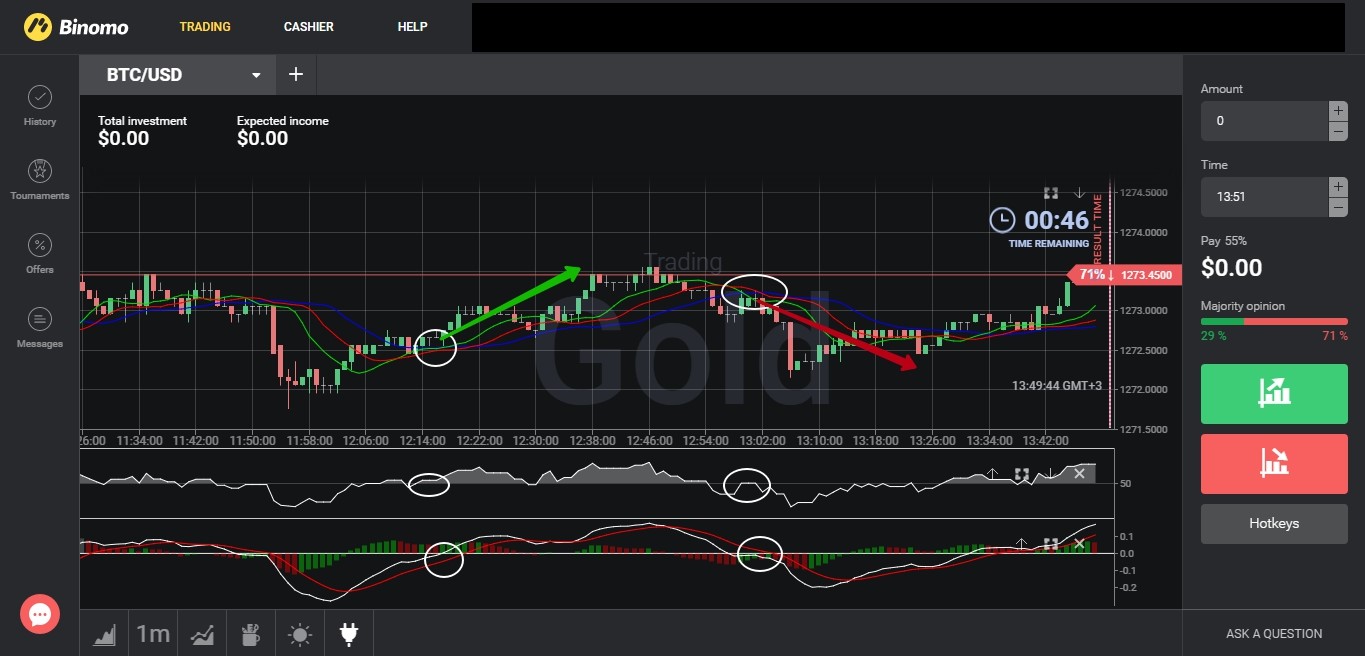 Binomo
TRADING
CASHIER
HELP
BTC/USD
Total investment
$0.00
Expected income
$0.00
History
Tournaments
Offers
Messages
Trading
Gold
00:46
TIME REMAINING
RESULT TIME
71% ↓ 1273.4500
13:49:44 GMT+3
1274.5000
1274.0000
1273.0000
1272.5000
1272.0000
1271.5000
:26:00 11:34:00 11:42:00 11:50:00 11:58:00 12:06:00 12:14:00 12:22:00 12:30:00 12:38:00 12:46:00 12:54:00 13:02:00 13:10:00 13:18:00 13:26:00 13:34:00 13:42:00
50
0.1
0.0
-0.1
-0.2
1m
Amount
0
Time
13:51
Pay 55%
$0.00
Majority opinion
29 % 71 %
Hotkeys
ASK A QUESTION